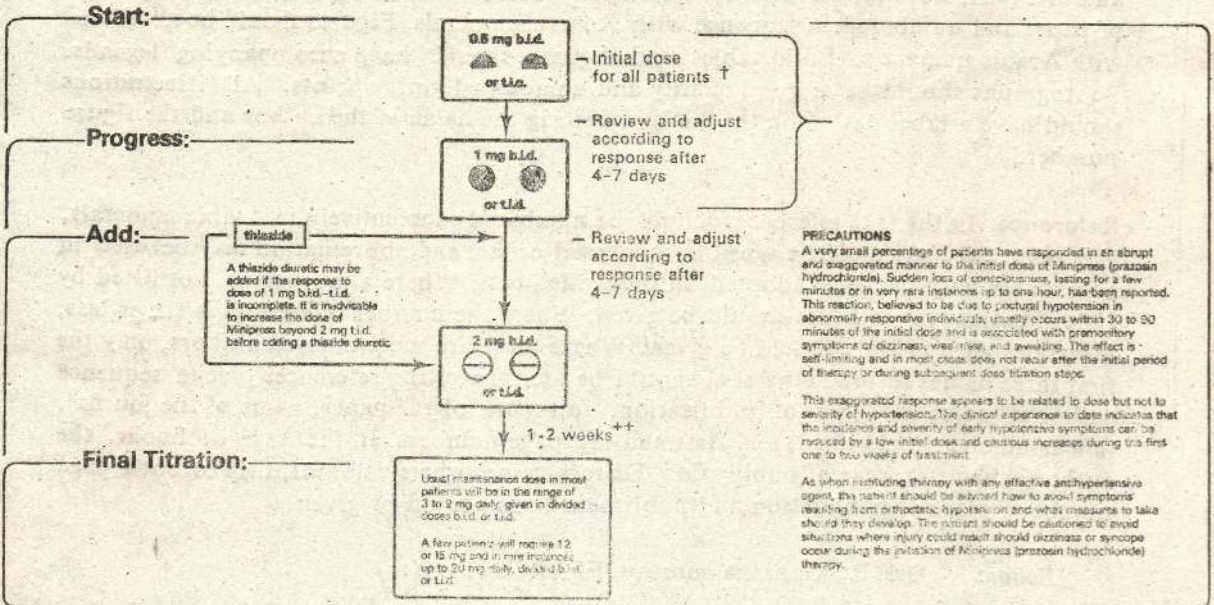 Start:
0.5 mg b.i.d.
or t.i.d.
– Initial dose
for all patients †
– Review and adjust
according to
response after
4-7 days
Progress:
1 mg b.i.d.
or t.i.d.
Add:
thiazide
A thiazide diuretic may be
added if the response to
dose of 1 mg b.i.d.-t.i.d.
is incomplete. It is inadvisable
to increase the dose of
Minipress beyond 2 mg t.i.d.
before adding a thiazide diuretic
– Review and adjust
according to
response after
4-7 days
2 mg b.i.d.
or t.i.d.
1-2 weeks ++
Final Titration:
Usual maintenance dose in most
patients will be in the range of
3 to 9 mg daily, given in divided
doses b.i.d. or t.i.d.
A few patients will require 12
or 15 mg and in rare instances
up to 20 mg daily, divided b.i.d.
or t.i.d.
PRECAUTIONS
A very small percentage of patients have responded in an abrupt
and exaggerated manner to the initial dose of Minipress (prazosin
hydrochloride). Sudden loss of consciousness, lasting for a few
minutes or in very rare instances up to one hour, has been reported.
This reaction, believed to be due to postural hypotension in
abnormally responsive individuals, usually occurs within 30 to 90
minutes of the initial dose and is associated with premonitory
symptoms of dizziness, weakness, and sweating. The effect is
self-limiting and in most cases does not recur after the initial period
of therapy or during subsequent dose titration steps.
This exaggerated response appears to be related to dose but not to
severity of hypertension. The clinical experience to date indicates that
the incidence and severity of early hypotensive symptoms can be
reduced by a low initial dose and cautious increases during the first
one to two weeks of treatment.
As when instituting therapy with any effective antihypertensive
agent, the patient should be advised how to avoid symptoms
resulting from orthostatic hypotension and what measures to take
should they develop. The patient should be cautioned to avoid
situations where injury could result should dizziness or syncope
occur during the initiation of Minipress (prazosin hydrochloride)
therapy.